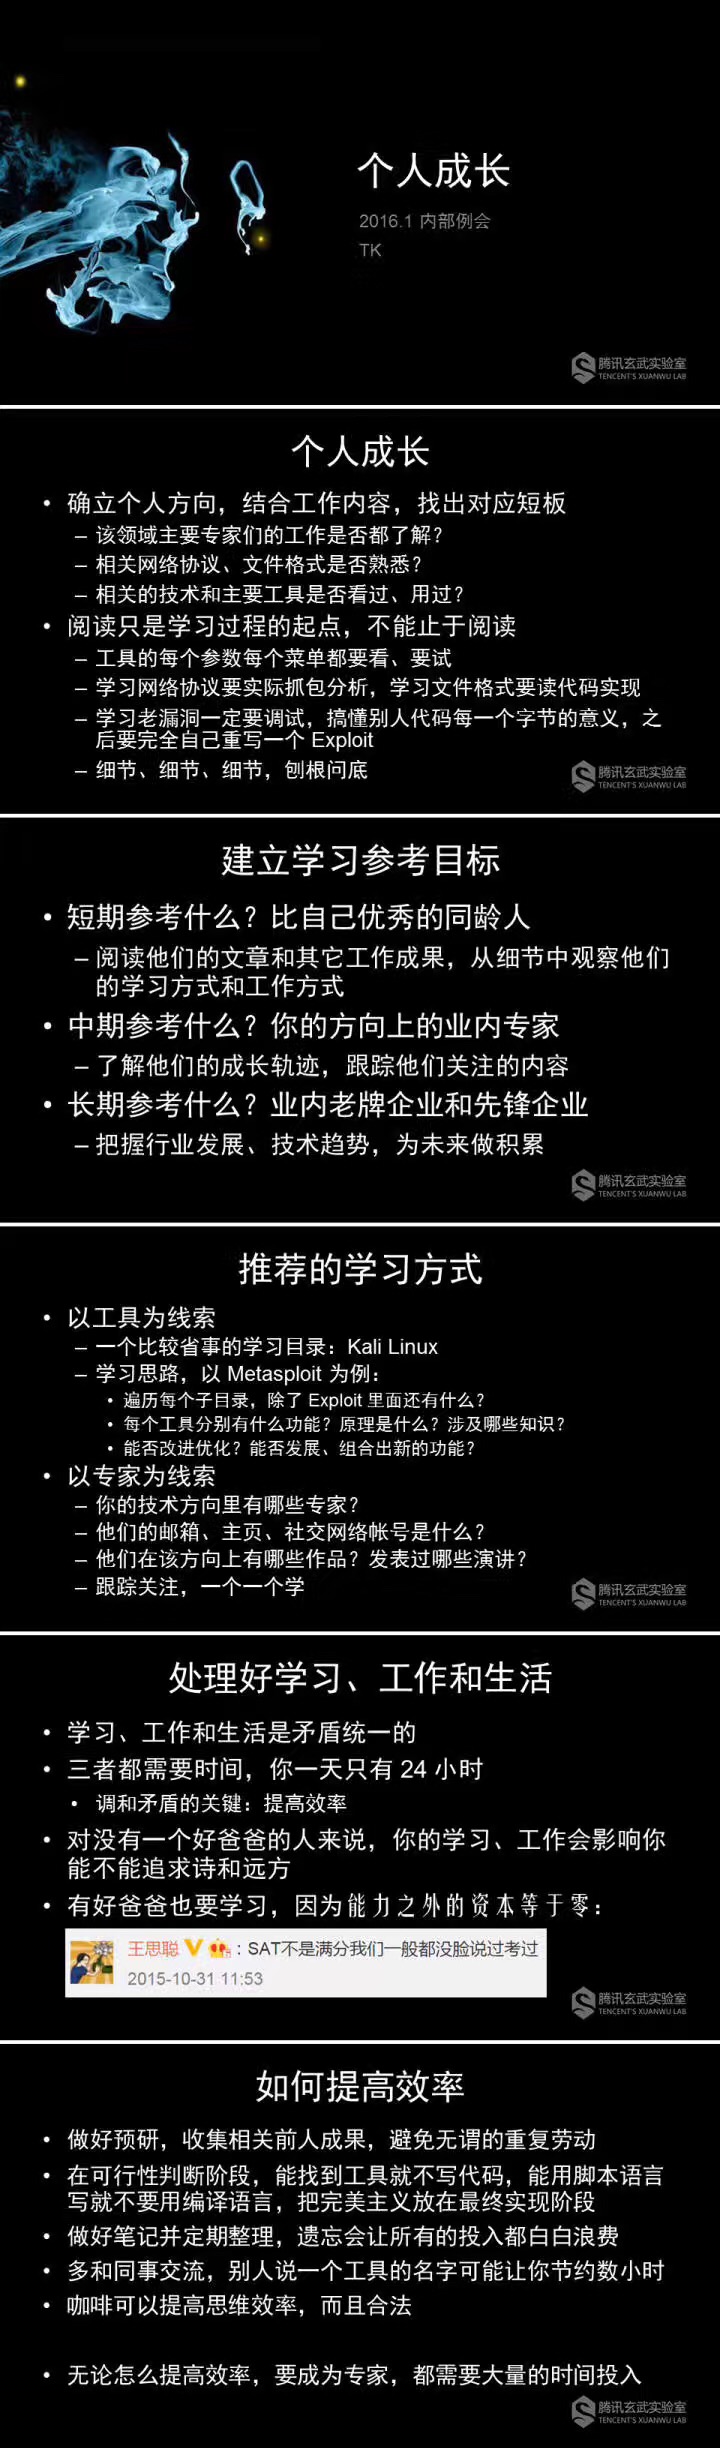 个人成长
2016.1 内部例会
TK
腾讯玄武实验室
TENCENT'S XUANWU LAB
个人成长
• 确立个人方向，结合工作内容，找出对应短板
– 该领域主要专家们的工作是否都了解？
– 相关网络协议、文件格式是否熟悉？
– 相关的技术和主要工具是否看过、用过？
• 阅读只是学习过程的起点，不能止于阅读
– 工具的每个参数每个菜单都要看、要试
– 学习网络协议要实际抓包分析，学习文件格式要读代码实现
– 学习老漏洞一定要调试，搞懂别人代码每一个字节的意义，之
后要完全自己重写一个 Exploit
– 细节、细节、细节，刨根问底
腾讯玄武实验室
TENCENT'S XUANWU LAB
建立学习参考目标
• 短期参考什么？比自己优秀的同龄人
– 阅读他们的文章和其它工作成果，从细节中观察他们
的学习方式和工作方式
• 中期参考什么？你的方向上的业内专家
– 了解他们的成长轨迹，跟踪他们关注的内容
• 长期参考什么？业内老牌企业和先锋企业
– 把握行业发展、技术趋势，为未来做积累
腾讯玄武实验室
TENCENT'S XUANWU LAB
推荐的学习方式
• 以工具为线索
– 一个比较省事的学习目录：Kali Linux
– 学习思路，以 Metasploit 为例：
• 遍历每个子目录，除了 Exploit 里面还有什么？
• 每个工具分别有什么功能？原理是什么？涉及哪些知识？
• 能否改进优化？能否发展、组合出新的功能？
• 以专家为线索
– 你的技术方向里有哪些专家？
– 他们的邮箱、主页、社交网络帐号是什么？
– 他们在该方向上有哪些作品？发表过哪些演讲？
– 跟踪关注，一个一个学
腾讯玄武实验室
TENCENT'S XUANWU LAB
处理好学习、工作和生活
• 学习、工作和生活是矛盾统一的
• 三者都需要时间，你一天只有 24 小时
• 调和矛盾的关键：提高效率
• 对没有一个好爸爸的人来说，你的学习、工作会影响你
能不能追求诗和远方
• 有好爸爸也要学习，因为能力之外的资本等于零：
王思聪 V ：SAT不是满分我们一般都没脸说过考过
2015-10-31 11:53
腾讯玄武实验室
TENCENT'S XUANWU LAB
如何提高效率
• 做好预研，收集相关前人成果，避免无谓的重复劳动
• 在可行性判断阶段，能找到工具就不写代码，能用脚本语言
写就不要用编译语言，把完美主义放在最终实现阶段
• 做好笔记并定期整理，遗忘会让所有的投入都白白浪费
• 多和同事交流，别人说一个工具的名字可能让你节约数小时
• 咖啡可以提高思维效率，而且合法
• 无论怎么提高效率，要成为专家，都需要大量的时间投入
腾讯玄武实验室
TENCENT'S XUANWU LAB